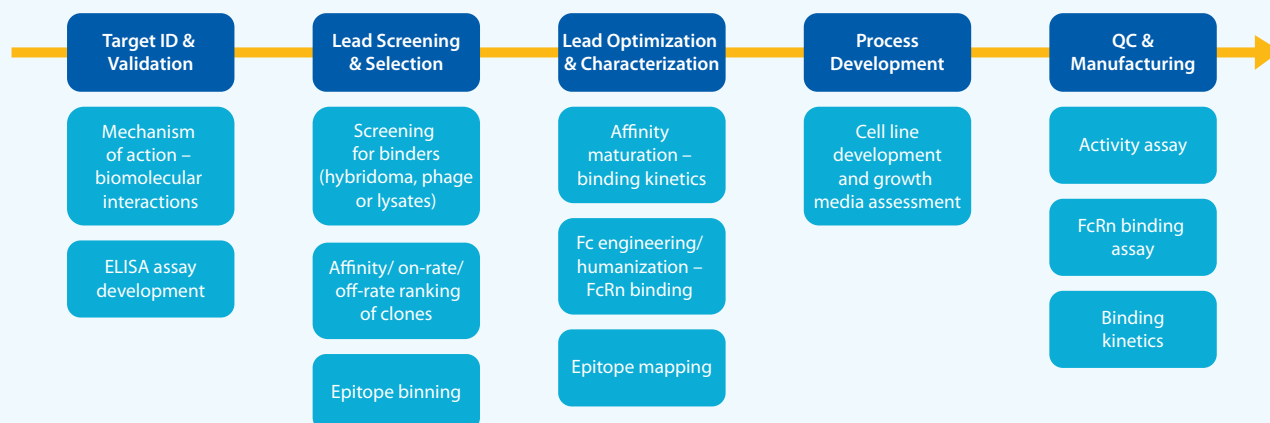 Target ID &
Validation
Lead Screening
& Selection
Lead Optimization
& Characterization
Process
Development
QC &
Manufacturing
Mechanism
of action –
biomolecular
interactions
ELISA assay
development
Screening
for binders
(hybridoma, phage
or lysates)
Affinity/ on-rate/
off-rate ranking
of clones
Epitope binning
Affinity
maturation –
binding kinetics
Fc engineering/
humanization –
FcRn binding
Epitope mapping
Cell line
development
and growth
media assessment
Activity assay
FcRn binding
assay
Binding
kinetics